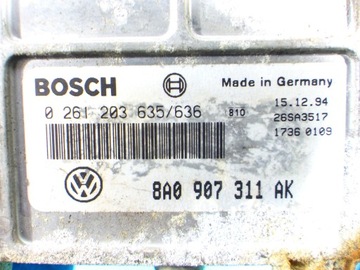 BOSCH
Made in Germany
0 261 203 635/636 810
15.12.94
26SA3517
1736 0109
8A0 907 311 AK